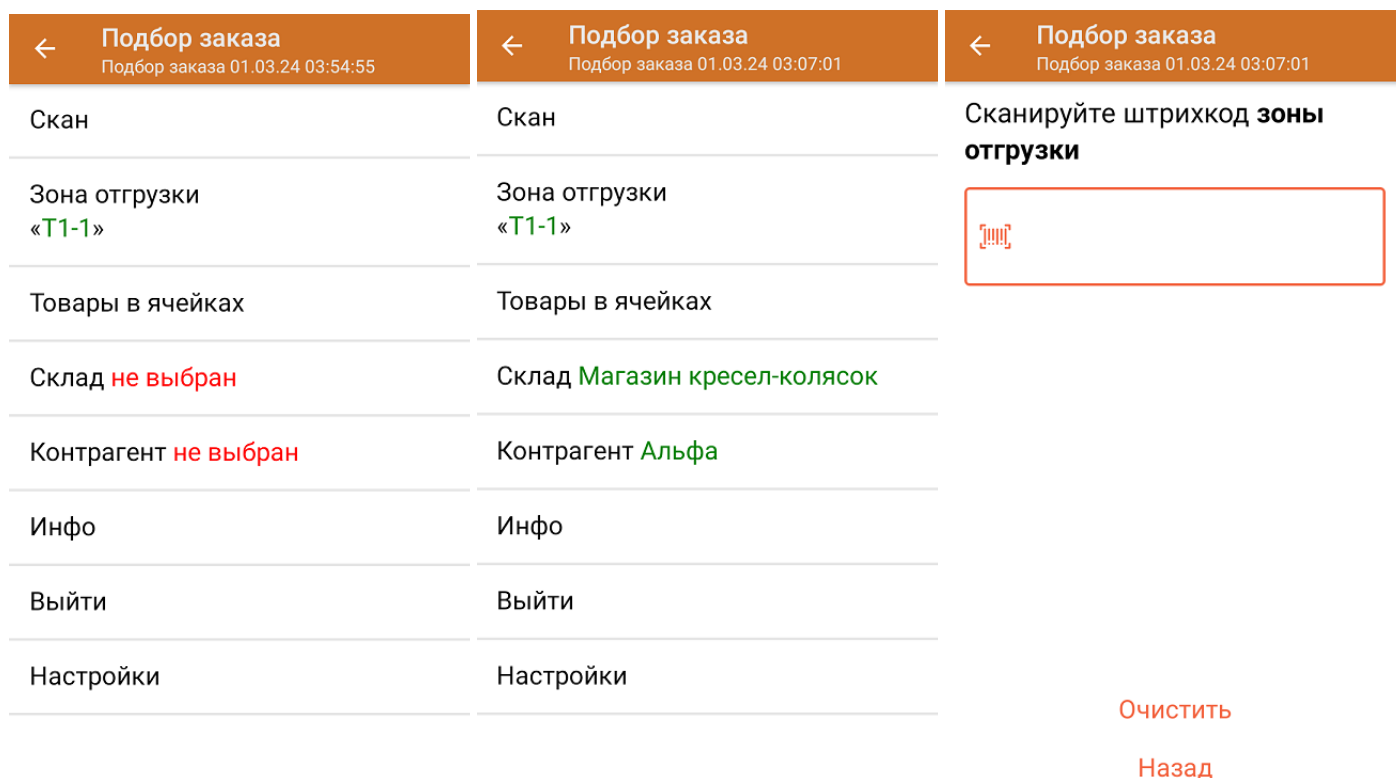 Подбор заказа
Подбор заказа 01.03.24 03:54:55
Скан
Зона отгрузки
«Т1-1»
Товары в ячейках
Склад не выбран
Контрагент не выбран
Инфо
Выйти
Настройки
Подбор заказа
Подбор заказа 01.03.24 03:07:01
Скан
Зона отгрузки
«Т1-1»
Товары в ячейках
Склад Магазин кресел-колясок
Контрагент Альфа
Инфо
Выйти
Настройки
Подбор заказа
Подбор заказа 01.03.24 03:07:01
Сканируйте штрихкод зоны
отгрузки
Очистить
Назад